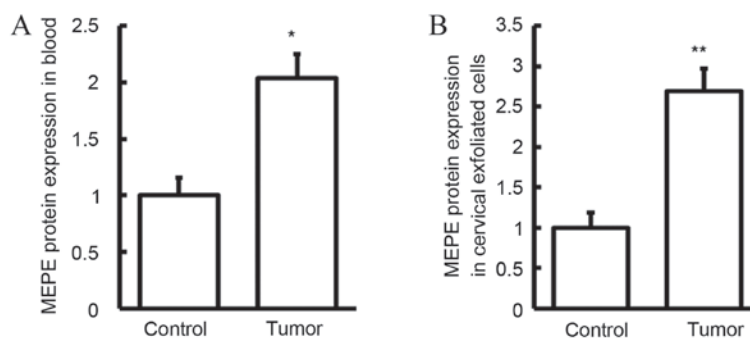 A
MEPE protein expression in blood
2.5
2
1.5
1
0.5
0
*
Control
Tumor
B
MEPE protein expression
in cervical exfoliated cells
3.5
3
2.5
2
1.5
1
0.5
0
**
Control
Tumor